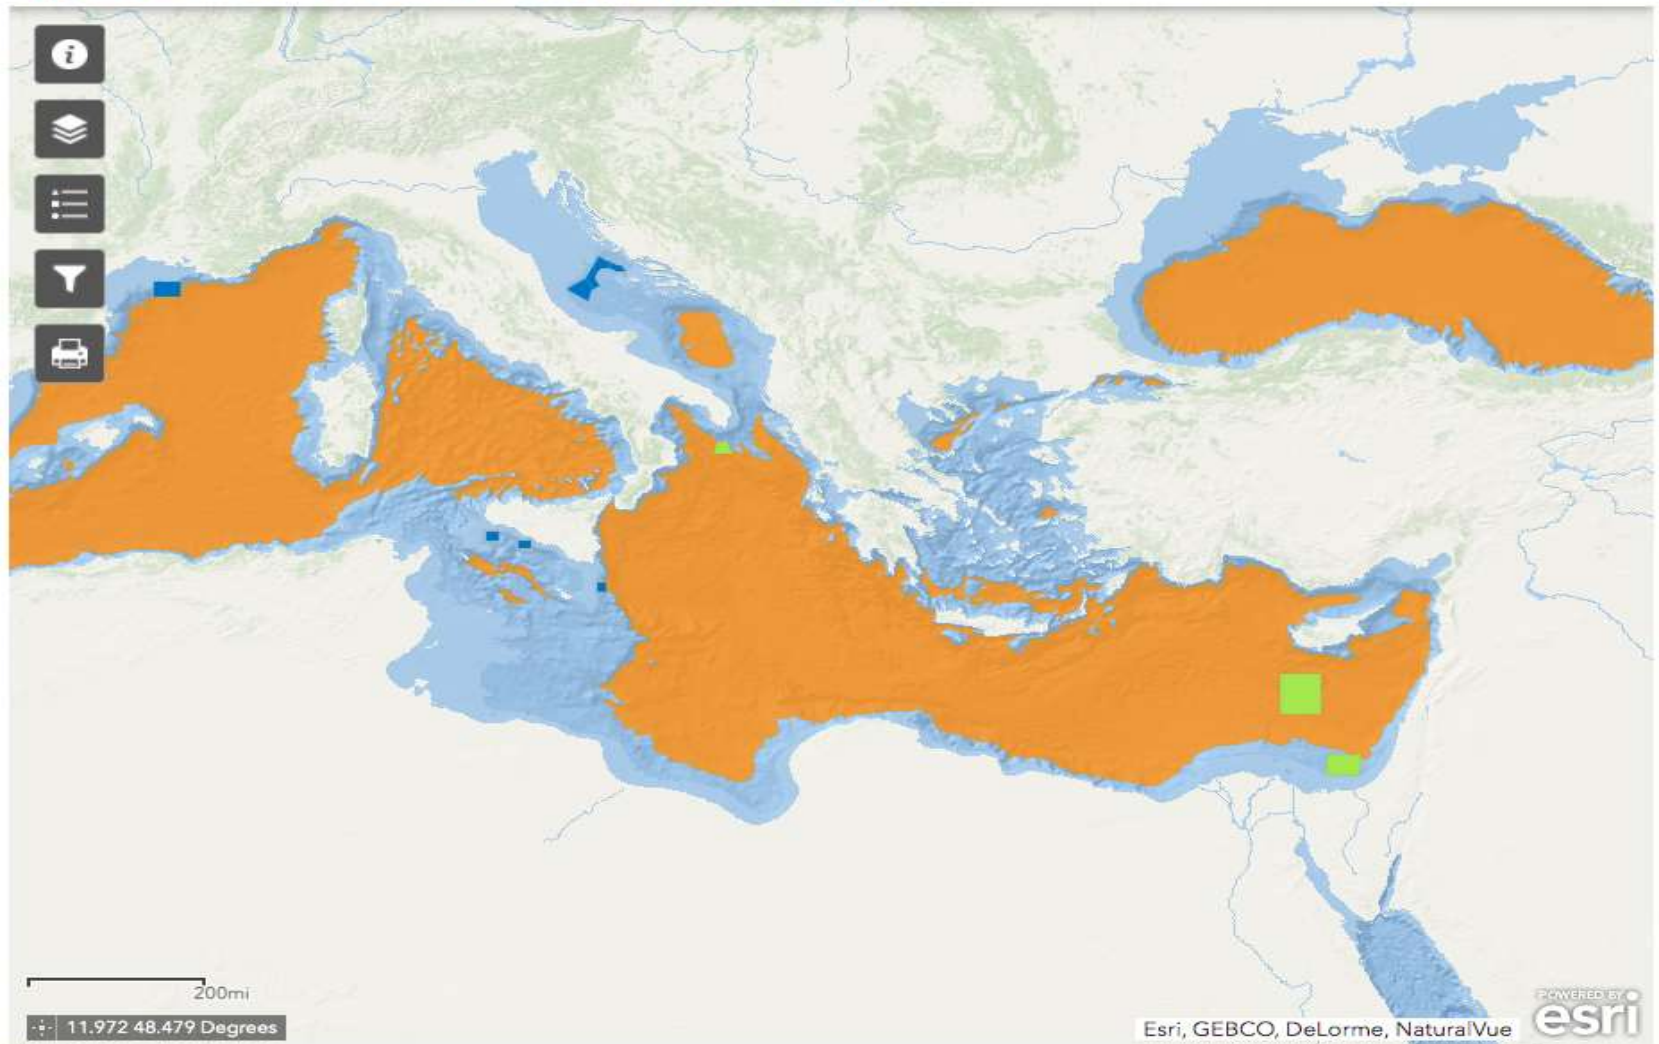 i
200mi
11.972 48.479 Degrees
Esri, GEBCO, DeLorme, NaturalVue
POWERED BY
esri